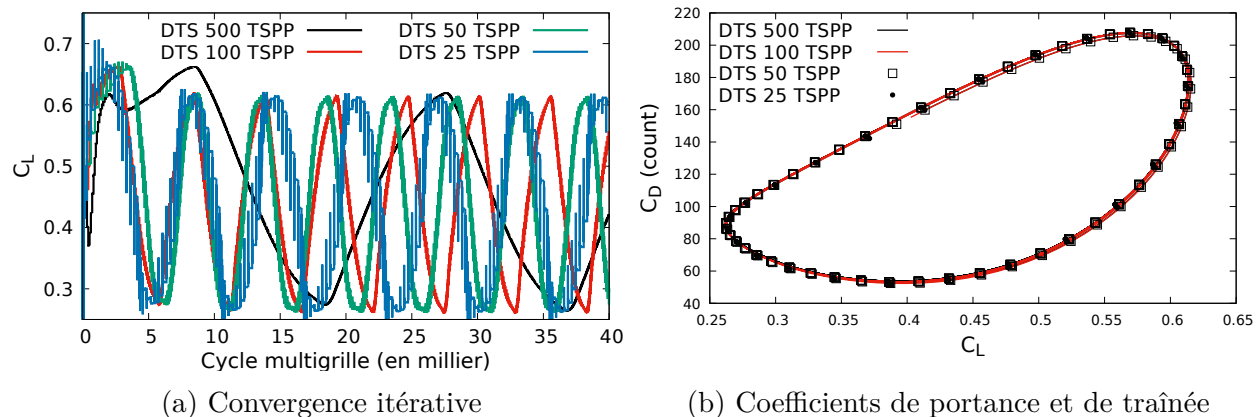 DTS 500 TSPP
DTS 100 TSPP
DTS 50 TSPP
DTS 25 TSPP
0.7
0.6
0.5
0.4
0.3
C_L
0 5 10 15 20 25 30 35 40
Cycle multigrille (en millier)
(a) Convergence itérative
DTS 500 TSPP
DTS 100 TSPP
DTS 50 TSPP
DTS 25 TSPP
220
200
180
160
140
120
100
80
60
40
C_D (count)
0.25 0.3 0.35 0.4 0.45 0.5 0.55 0.6 0.65
C_L
(b) Coefficients de portance et de traînée